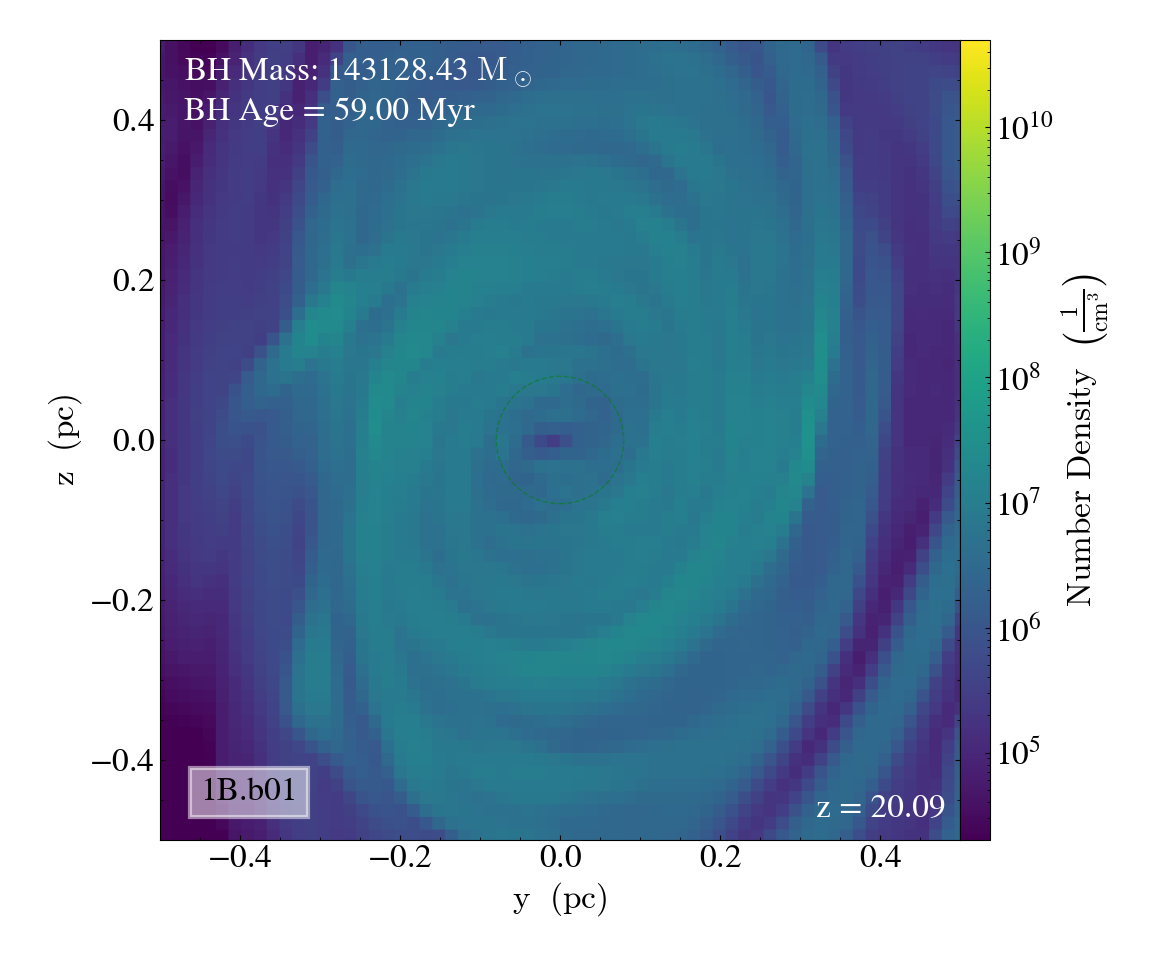 BH Mass: 143128.43 M⊙
BH Age = 59.00 Myr
0.4
0.2
0.0
−0.2
−0.4
z (pc)
1B.b01
z = 20.09
−0.4 −0.2 0.0 0.2 0.4
y (pc)
10¹⁰
10⁹
10⁸
10⁷
10⁶
10⁵
Number Density (1/cm³)